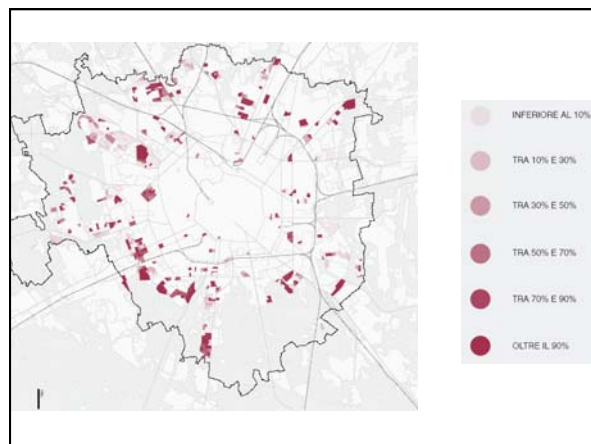 INFERIORE AL 10%
TRA 10% E 30%
TRA 30% E 50%
TRA 50% E 70%
TRA 70% E 90%
OLTRE IL 90%